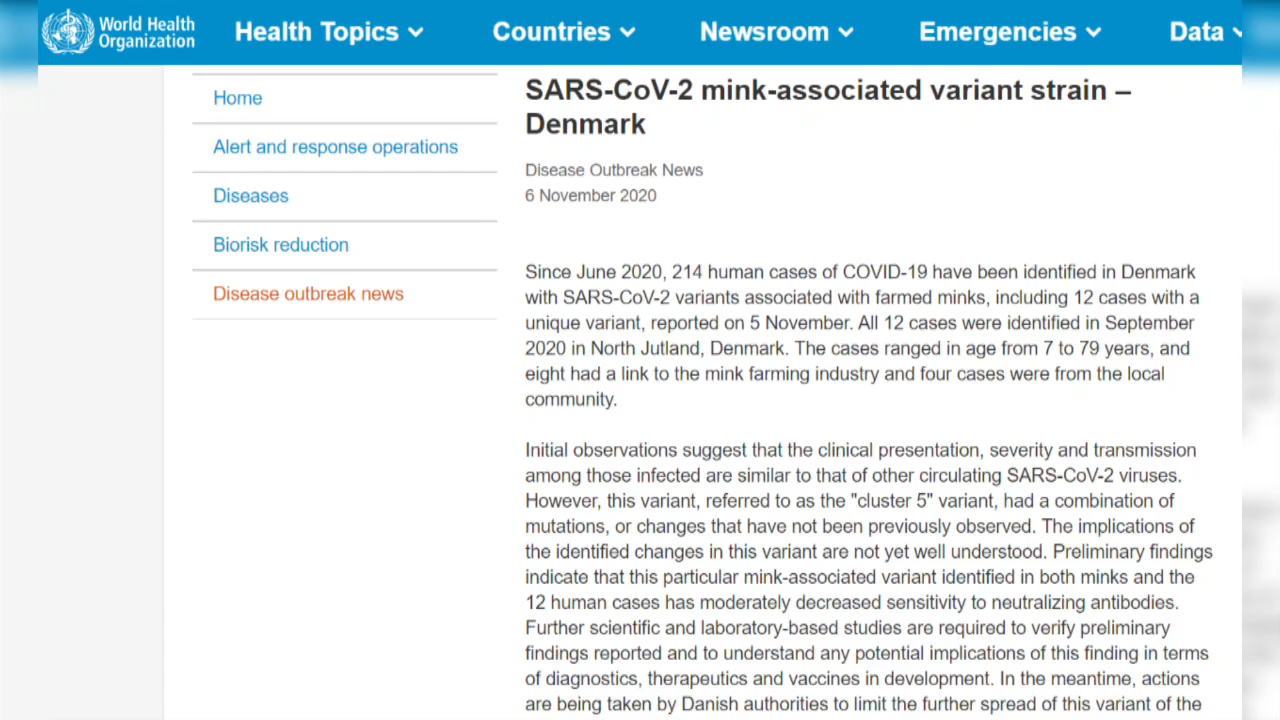 World Health
Organization
Health Topics
Countries
Newsroom
Emergencies
Data
Home
Alert and response operations
Diseases
Biorisk reduction
Disease outbreak news
SARS-CoV-2 mink-associated variant strain –
Denmark
Disease Outbreak News
6 November 2020
Since June 2020, 214 human cases of COVID-19 have been identified in Denmark
with SARS-CoV-2 variants associated with farmed minks, including 12 cases with a
unique variant, reported on 5 November. All 12 cases were identified in September
2020 in North Jutland, Denmark. The cases ranged in age from 7 to 79 years, and
eight had a link to the mink farming industry and four cases were from the local
community.
Initial observations suggest that the clinical presentation, severity and transmission
among those infected are similar to that of other circulating SARS-CoV-2 viruses.
However, this variant, referred to as the "cluster 5" variant, had a combination of
mutations, or changes that have not been previously observed. The implications of
the identified changes in this variant are not yet well understood. Preliminary findings
indicate that this particular mink-associated variant identified in both minks and the
12 human cases has moderately decreased sensitivity to neutralizing antibodies.
Further scientific and laboratory-based studies are required to verify preliminary
findings reported and to understand any potential implications of this finding in terms
of diagnostics, therapeutics and vaccines in development. In the meantime, actions
are being taken by Danish authorities to limit the further spread of this variant of the